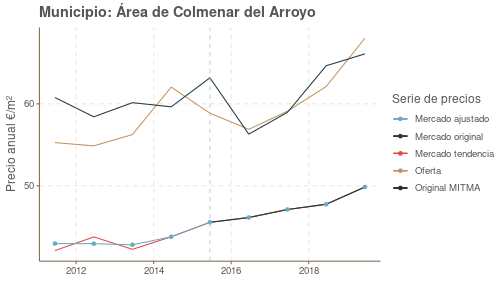 Municipio: Área de Colmenar del Arroyo
Precio anual €/m²
60
50
2012
2014
2016
2018
Serie de precios
Mercado ajustado
Mercado original
Mercado tendencia
Oferta
Original MITMA